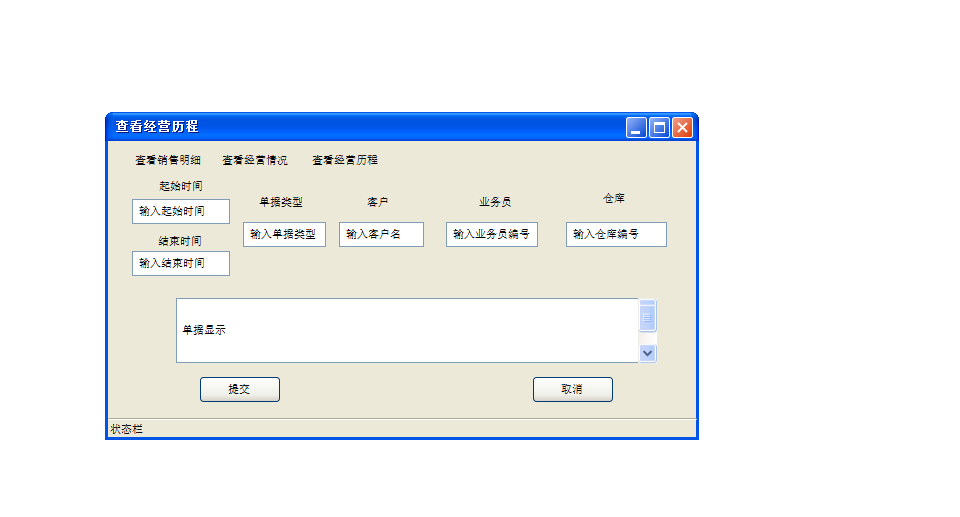 查看经营历程
查看销售明细 查看经营情况 查看经营历程
起始时间
输入起始时间
结束时间
输入结束时间
单据类型
输入单据类型
客户
输入客户名
业务员
输入业务员编号
仓库
输入仓库编号
单据显示
提交 取消
状态栏